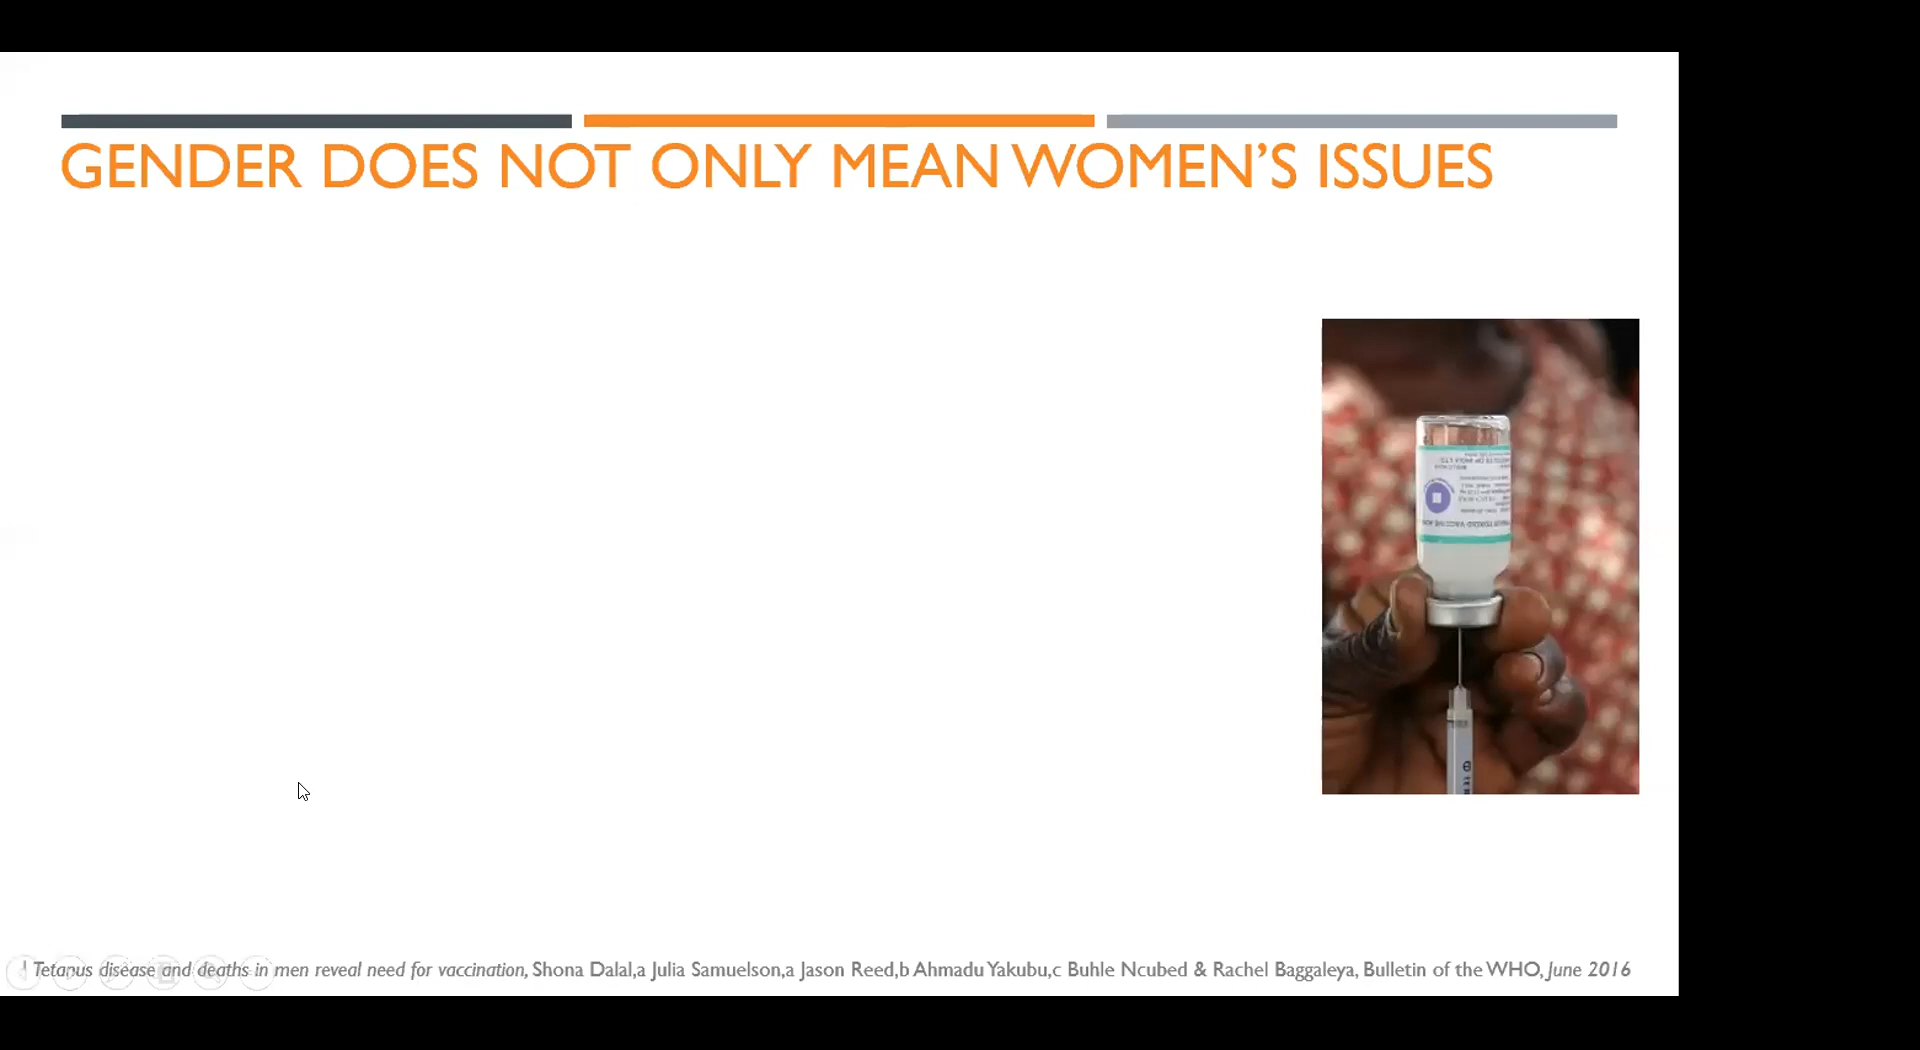 GENDER DOES NOT ONLY MEAN WOMEN’S ISSUES
1 Tetanus disease and deaths in men reveal need for vaccination, Shona Dalal,a Julia Samuelson,a Jason Reed,b Ahmadu Yakubu,c Buhle Ncubed & Rachel Baggaleya, Bulletin of the WHO, June 2016